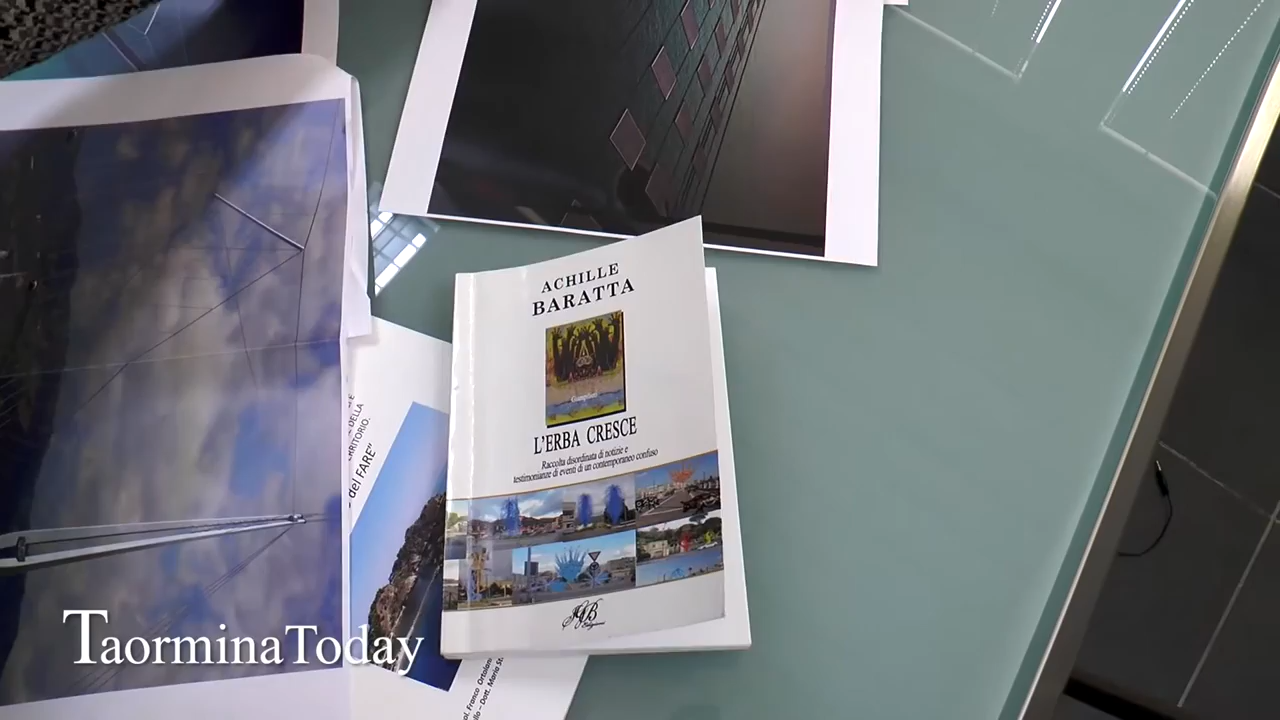 ACHILLE
BARATTA
L'ERBA CRESCE
Raccolta disordinata di notizie e
testimonianze di eventi di un contemporaneo confuso
Edizioni
DELLA
del FARE"
TaorminaToday